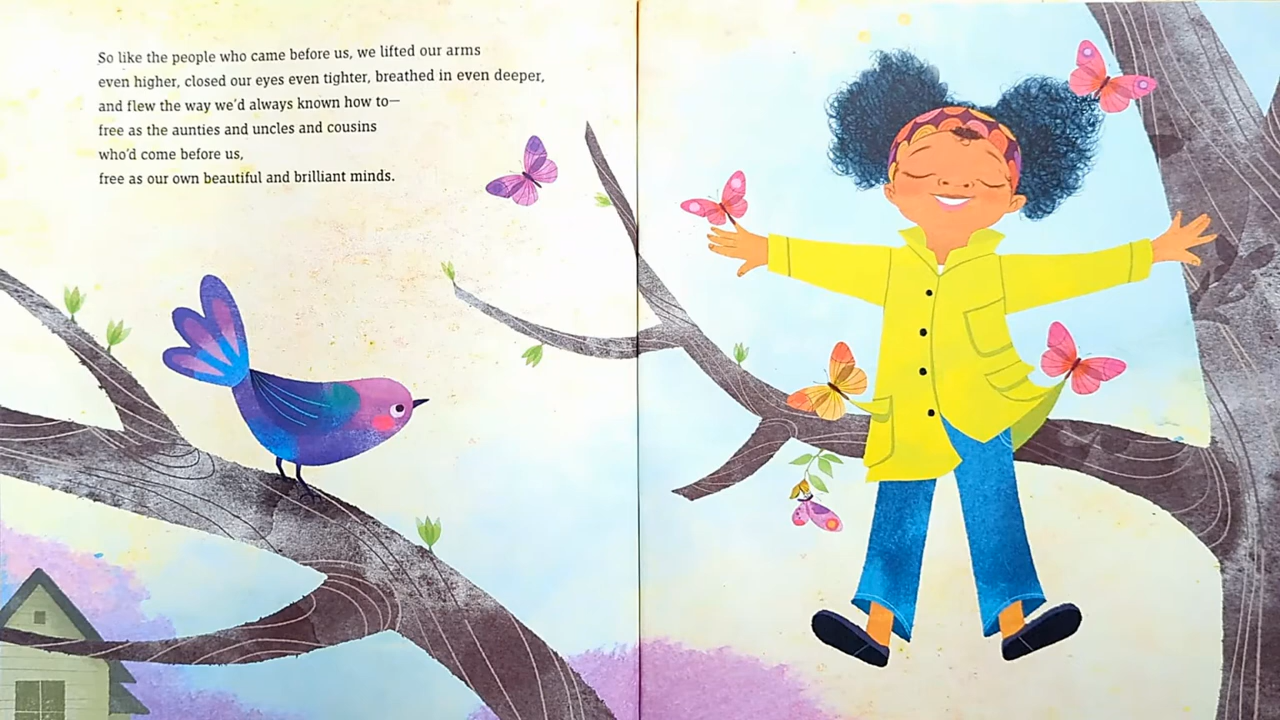 So like the people who came before us, we lifted our arms
even higher, closed our eyes even tighter, breathed in even deeper,
and flew the way we’d always known how to—
free as the aunties and uncles and cousins
who’d come before us,
free as our own beautiful and brilliant minds.